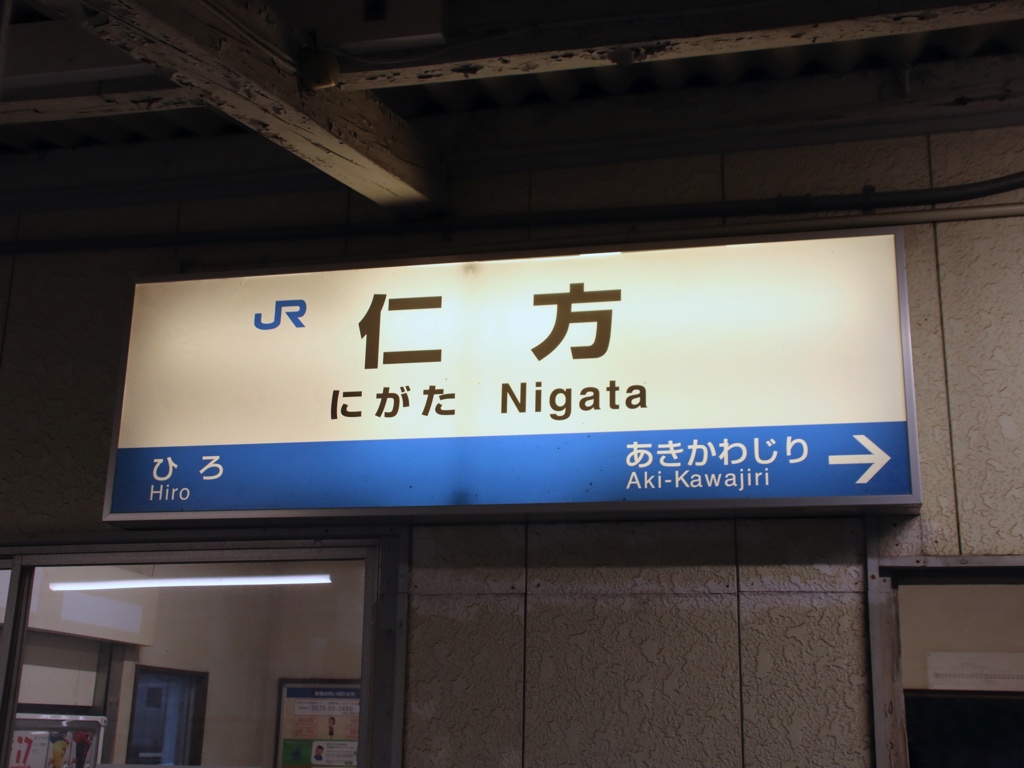 JR 仁方
にがた Nigata
ひろ あきかわじり →
Hiro Aki-Kawajiri